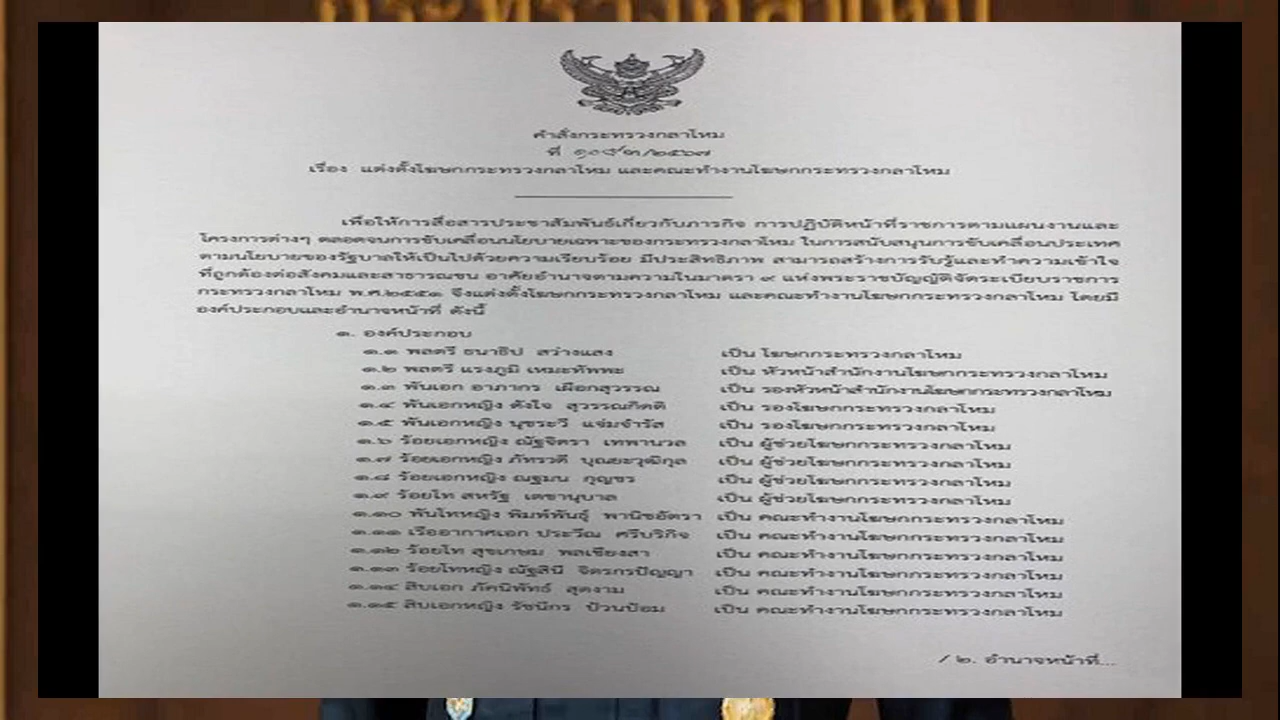 กระทรวงกลาโหม
คำสั่งกระทรวงกลาโหม
ที่ ๑๐๙๓/๒๕๖๗
เรื่อง แต่งตั้งโฆษกกระทรวงกลาโหม และคณะทำงานโฆษกกระทรวงกลาโหม
เพื่อให้การสื่อสารประชาสัมพันธ์เกี่ยวกับภารกิจ การปฏิบัติหน้าที่ราชการตามแผนงานและ
โครงการต่างๆ ตลอดจนการขับเคลื่อนนโยบายเฉพาะของกระทรวงกลาโหม ในการสนับสนุนการขับเคลื่อนประเทศ
ตามนโยบายของรัฐบาลให้เป็นไปด้วยความเรียบร้อย มีประสิทธิภาพ สามารถสร้างการรับรู้และทำความเข้าใจ
ที่ถูกต้องต่อสังคมและสาธารณชน อาศัยอำนาจตามความในมาตรา ๙ แห่งพระราชบัญญัติจัดระเบียบราชการ
กระทรวงกลาโหม พ.ศ.๒๕๕๑ จึงแต่งตั้งโฆษกกระทรวงกลาโหม และคณะทำงานโฆษกกระทรวงกลาโหม โดยมี
องค์ประกอบและอำนาจหน้าที่ ดังนี้
๑. องค์ประกอบ
๑.๑ พลตรี ธนาธิป สว่างแสง เป็น โฆษกกระทรวงกลาโหม
๑.๒ พลตรี แรงภูมิ เหมะทัพพะ เป็น หัวหน้าสำนักงานโฆษกกระทรวงกลาโหม
๑.๓ พันเอก อาภากร เผือกสุวรรณ เป็น รองหัวหน้าสำนักงานโฆษกกระทรวงกลาโหม
๑.๔ พันเอกหญิง ตังใจ สุวรรณกิตติ เป็น รองโฆษกกระทรวงกลาโหม
๑.๕ พันเอกหญิง นุชระวี แจ่มจำรัส เป็น รองโฆษกกระทรวงกลาโหม
๑.๖ ร้อยเอกหญิง ณัฐจิตรา เทพานวล เป็น ผู้ช่วยโฆษกกระทรวงกลาโหม
๑.๗ ร้อยเอกหญิง ภัทรวดี บุณยะวุฒิกุล เป็น ผู้ช่วยโฆษกกระทรวงกลาโหม
๑.๘ ร้อยเอกหญิง ณฐมน กุญชร เป็น ผู้ช่วยโฆษกกระทรวงกลาโหม
๑.๙ ร้อยโท สหรัฐ เดชานุบาล เป็น ผู้ช่วยโฆษกกระทรวงกลาโหม
๑.๑๐ พันโทหญิง พิมพ์พันธุ์ พานิชอัตรา เป็น คณะทำงานโฆษกกระทรวงกลาโหม
๑.๑๑ เรืออากาศเอก ประวีณ ศรีบริกิจ เป็น คณะทำงานโฆษกกระทรวงกลาโหม
๑.๑๒ ร้อยโท สุขเกษม พลเชียงสา เป็น คณะทำงานโฆษกกระทรวงกลาโหม
๑.๑๓ ร้อยโทหญิง ณัฐสินี จิตรกรปัญญา เป็น คณะทำงานโฆษกกระทรวงกลาโหม
๑.๑๔ สิบเอก ภัคนิพัทธ์ สุดงาม เป็น คณะทำงานโฆษกกระทรวงกลาโหม
๑.๑๕ สิบเอกหญิง รัชนีกร ป้วนป้อม เป็น คณะทำงานโฆษกกระทรวงกลาโหม
/ ๒. อำนาจหน้าที่...